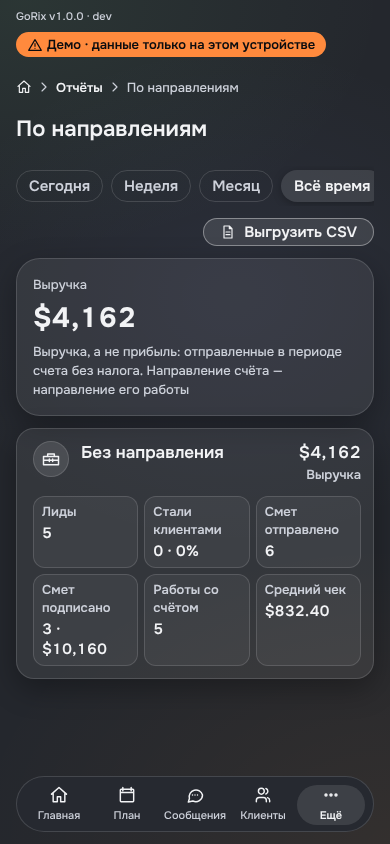 GoRix v1.0.0 · dev
Демо · данные только на этом устройстве
Отчёты > По направлениям
По направлениям
Сегодня Неделя Месяц Всё время
Выгрузить CSV
Выручка
$4,162
Выручка, а не прибыль: отправленные в периоде
счета без налога. Направление счёта —
направление его работы
Без направления $4,162
Выручка
Лиды
5
Стали
клиентами
0 · 0%
Смет
отправлено
6
Смет
подписано
3 ·
$10,160
Работы со
счётом
5
Средний чек
$832.40
Главная План Сообщения Клиенты Ещё